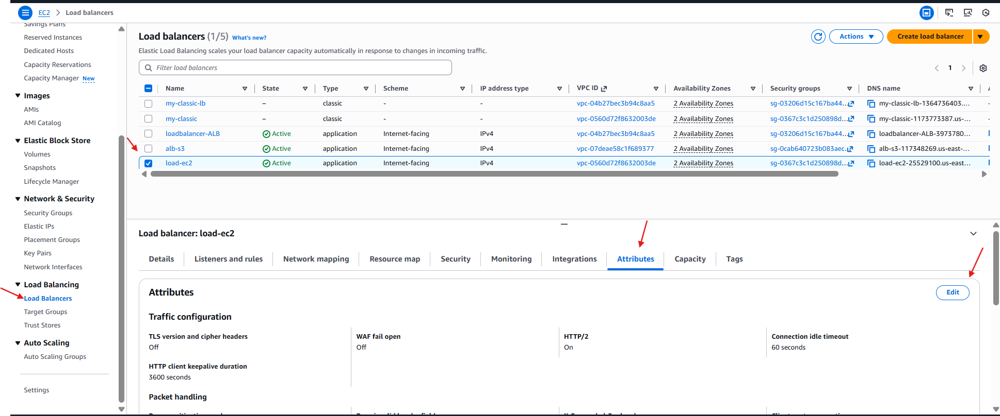 EC2 > Load balancers
Savings Plans
Reserved Instances
Dedicated Hosts
Capacity Reservations
Capacity Manager New
Images
AMIs
AMI Catalog
Elastic Block Store
Volumes
Snapshots
Lifecycle Manager
Network & Security
Security Groups
Elastic IPs
Placement Groups
Key Pairs
Network Interfaces
Load Balancing
Load Balancers
Target Groups
Trust Stores
Auto Scaling
Auto Scaling Groups
Settings
Load balancers (1/5) What's new?
Actions
Create load balancer
Elastic Load Balancing scales your load balancer capacity automatically in response to changes in incoming traffic.
Filter load balancers
1
Name State Type Scheme IP address type VPC ID Availability Zones Security groups DNS name
my-classic-lb – classic - - vpc-04b27bec3b94c8aa5 2 Availability Zones sg-03206d15c167ba44... my-classic-lb-1364736403....
my-classic – classic - - vpc-0560d72f8632003de 2 Availability Zones sg-0367c3c1d250898d... my-classic-1173773387.us-...
loadbalancer-ALB Active application Internet-facing IPv4 vpc-04b27bec3b94c8aa5 2 Availability Zones sg-03206d15c167ba44... loadbalancer-ALB-3973780...
alb-s3 Active application Internet-facing IPv4 vpc-07deae58c1f689377 2 Availability Zones sg-0cab640723b083aec... alb-s3-117348269.us-east-...
load-ec2 Active application Internet-facing IPv4 vpc-0560d72f8632003de 2 Availability Zones sg-0367c3c1d250898d... load-ec2-25529100.us-east...
Load balancer: load-ec2
Details Listeners and rules Network mapping Resource map Security Monitoring Integrations Attributes Capacity Tags
Attributes
Edit
Traffic configuration
TLS version and cipher headers
Off
WAF fail open
Off
HTTP/2
On
Connection idle timeout
60 seconds
HTTP client keepalive duration
3600 seconds
Packet handling